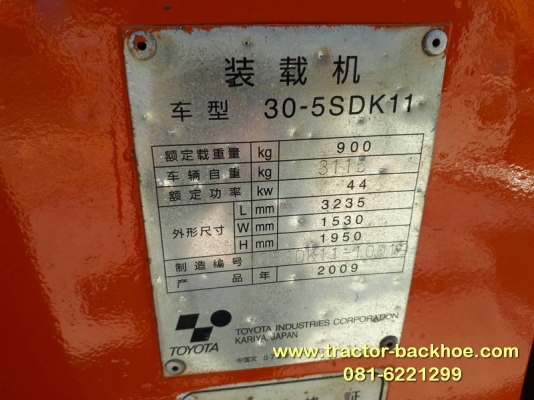 装载机
车型 30-5SDK11
额定载重量 kg 900
车辆自重 kg 3115
额定功率 kw 44
外形尺寸 L mm 3235
W mm 1530
H mm 1950
制造编号
产品年 2009
TOYOTA
TOYOTA INDUSTRIES CORPORATION
KARIYA, JAPAN
www.tractor-backhoe.com
081-6221299